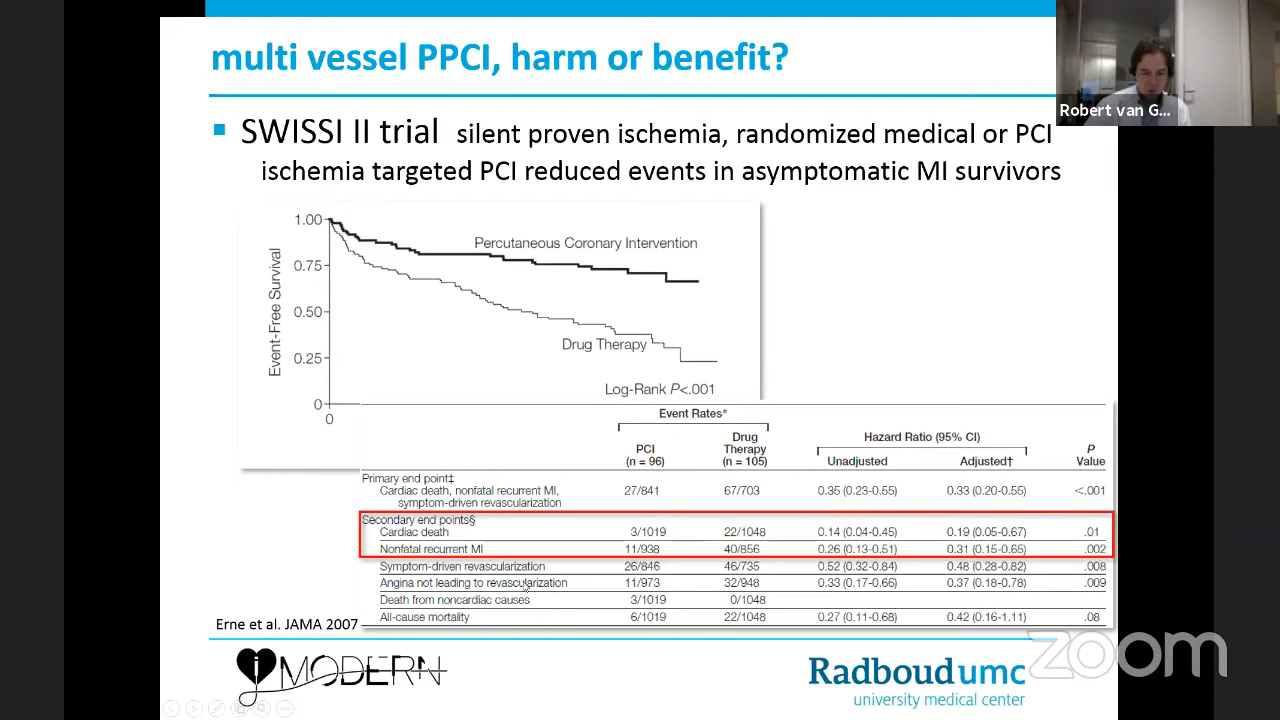 multi vessel PPCI, harm or benefit?
Robert van G...
SWISSI II trial silent proven ischemia, randomized medical or PCI
ischemia targeted PCI reduced events in asymptomatic MI survivors
1.00
0.75
0.50
0.25
0
0
Event-Free Survival
Percutaneous Coronary Intervention
Drug Therapy
Log-Rank P<.001
Event Rates*
Hazard Ratio (95% CI)
PCI (n = 96) Drug Therapy (n = 105) Unadjusted Adjusted† P Value
Primary end point‡
Cardiac death, nonfatal recurrent MI, 27/841 67/703 0.35 (0.23-0.55) 0.33 (0.20-0.55) <.001
symptom-driven revascularization
Secondary end points§
Cardiac death 3/1019 22/1048 0.14 (0.04-0.45) 0.19 (0.05-0.67) .01
Nonfatal recurrent MI 11/938 40/856 0.26 (0.13-0.51) 0.31 (0.15-0.65) .002
Symptom-driven revascularization 26/846 46/735 0.52 (0.32-0.84) 0.48 (0.28-0.82) .008
Angina not leading to revascularization 11/973 32/948 0.33 (0.17-0.66) 0.37 (0.18-0.78) .009
Death from noncardiac causes 3/1019 0/1048
All-cause mortality 6/1019 22/1048 0.27 (0.11-0.68) 0.42 (0.16-1.11) .08
Erne et al. JAMA 2007
iMODERN
Radboudumc
university medical center
zoom